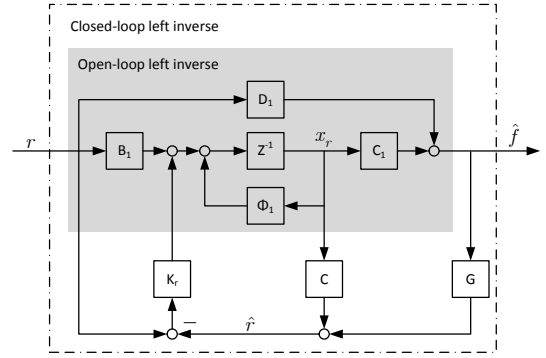 Closed-loop left inverse
Open-loop left inverse
D₁
r
B₁
Z⁻¹
x_r
C₁
f̂
Φ₁
K_r
C
G
−
r̂